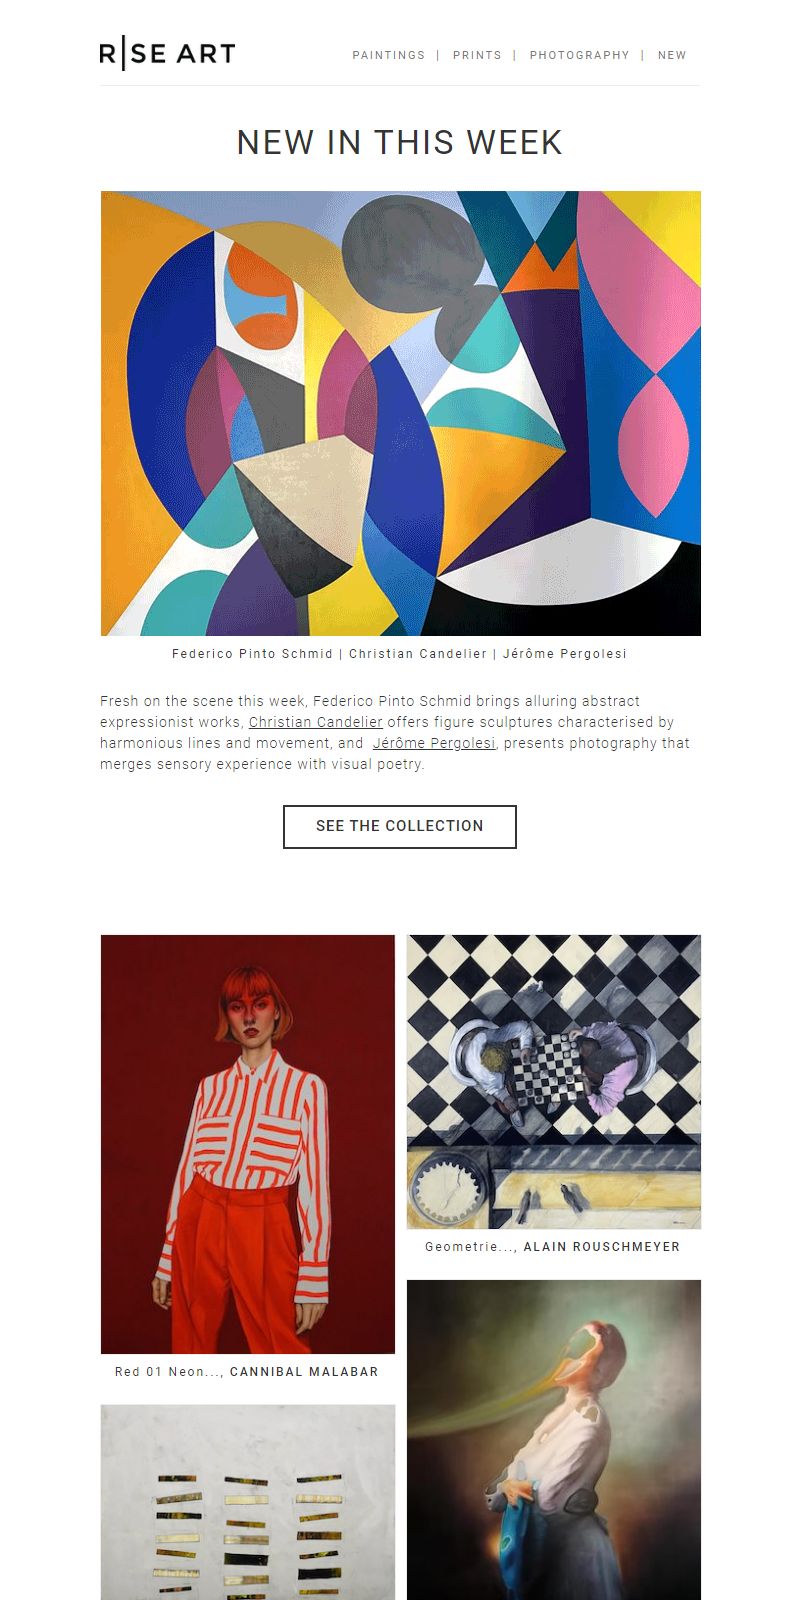 R|SE ART
PAINTINGS | PRINTS | PHOTOGRAPHY | NEW
NEW IN THIS WEEK
Federico Pinto Schmid | Christian Candelier | Jérôme Pergolesi
Fresh on the scene this week, Federico Pinto Schmid brings alluring abstract
expressionist works, Christian Candelier offers figure sculptures characterised by
harmonious lines and movement, and Jérôme Pergolesi, presents photography that
merges sensory experience with visual poetry.
SEE THE COLLECTION
Geometrie..., ALAIN ROUSCHMEYER
Red 01 Neon..., CANNIBAL MALABAR